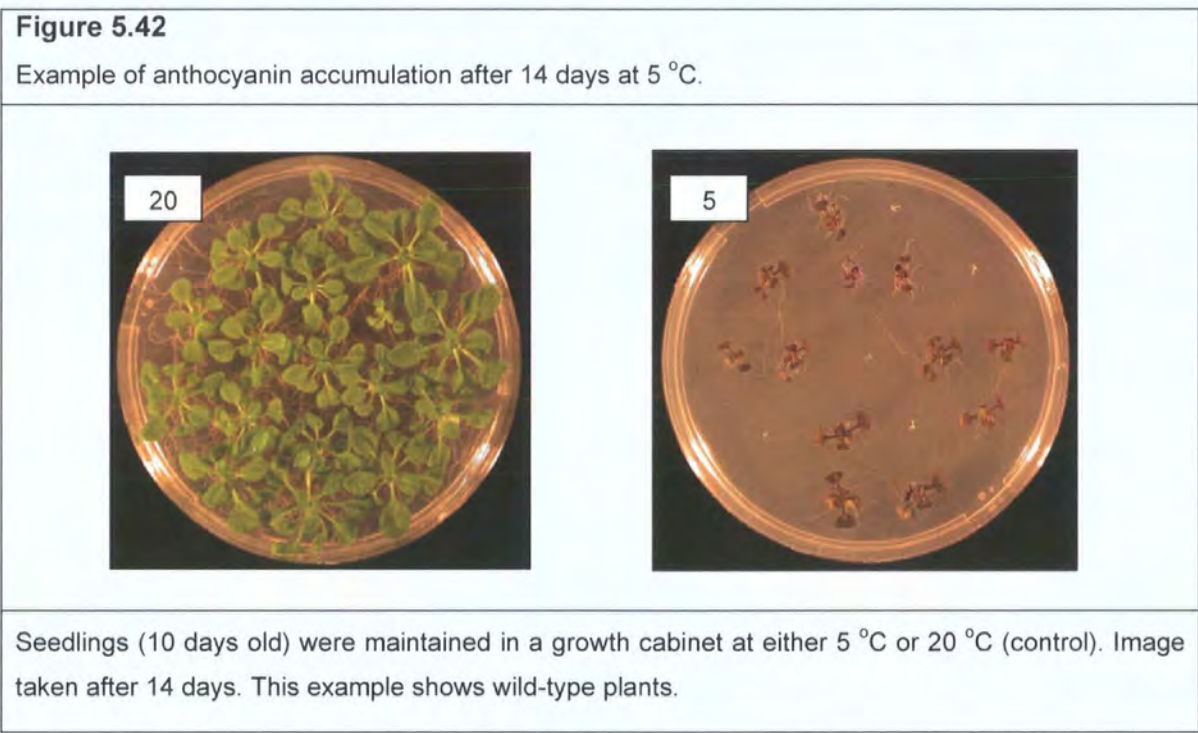 Figure 5.42
Example of anthocyanin accumulation after 14 days at 5 °C.
20
5
Seedlings (10 days old) were maintained in a growth cabinet at either 5 °C or 20 °C (control). Image
taken after 14 days. This example shows wild-type plants.